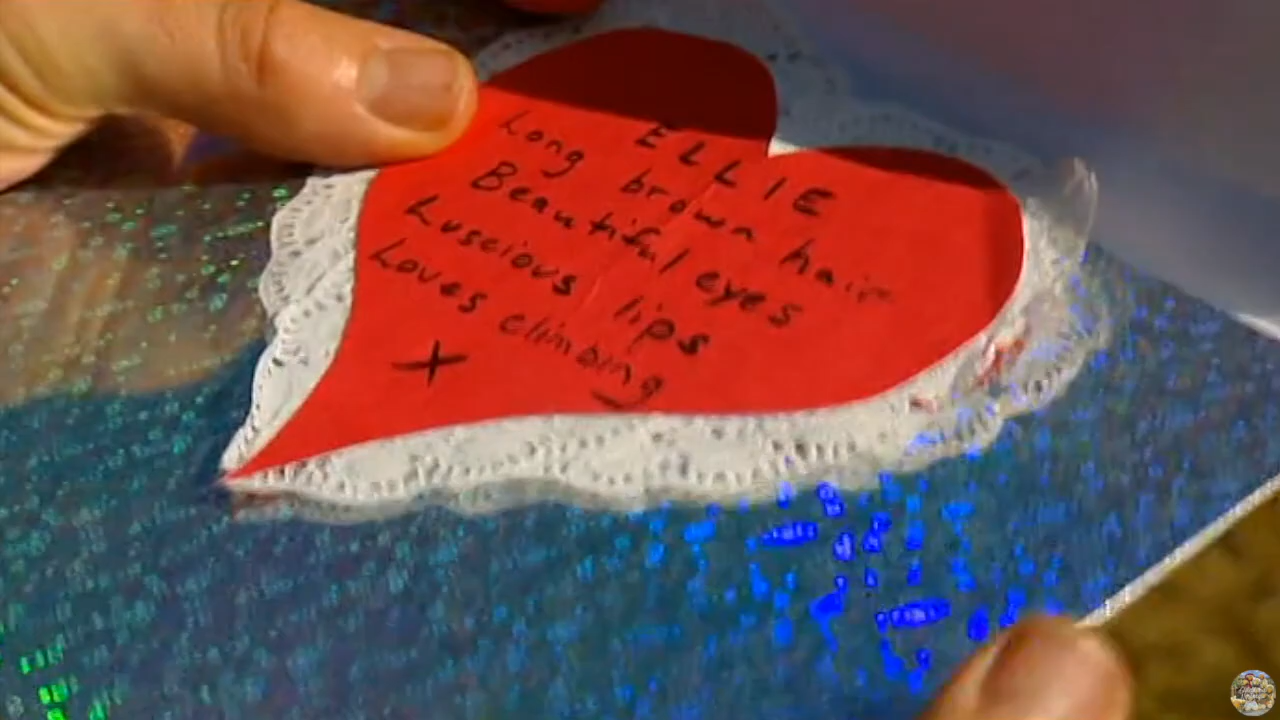 ELLIE
Long brown hair
Beautiful eyes
Luscious lips
Loves climbing
X